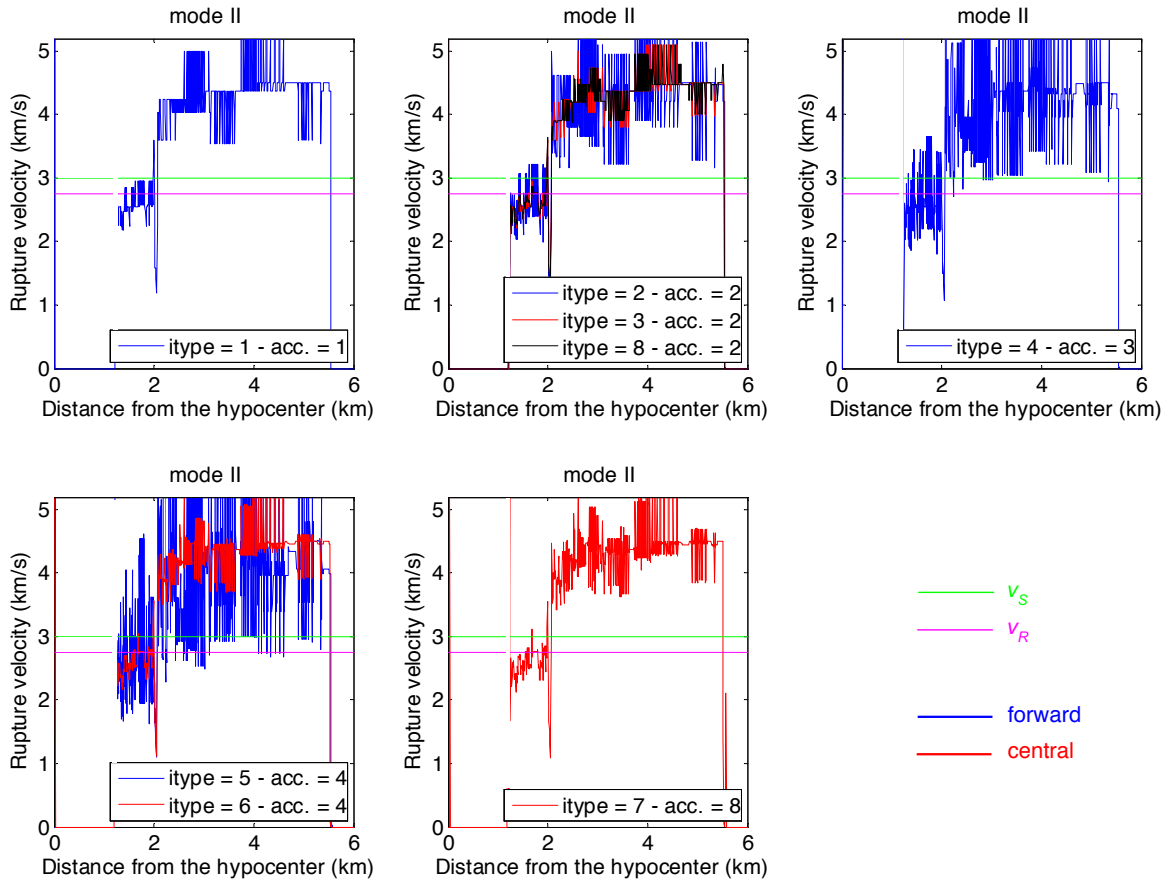 mode II
Rupture velocity (km/s)
5
4
3
2
1
0
itype = 1 - acc. = 1
0 2 4 6
Distance from the hypocenter (km)
mode II
Rupture velocity (km/s)
5
4
3
2
1
0
itype = 2 - acc. = 2
itype = 3 - acc. = 2
itype = 8 - acc. = 2
0 2 4 6
Distance from the hypocenter (km)
mode II
Rupture velocity (km/s)
5
4
3
2
1
0
itype = 4 - acc. = 3
0 2 4 6
Distance from the hypocenter (km)
mode II
Rupture velocity (km/s)
5
4
3
2
1
0
itype = 5 - acc. = 4
itype = 6 - acc. = 4
0 2 4 6
Distance from the hypocenter (km)
mode II
Rupture velocity (km/s)
5
4
3
2
1
0
itype = 7 - acc. = 8
0 2 4 6
Distance from the hypocenter (km)
v_S
v_R
forward
central